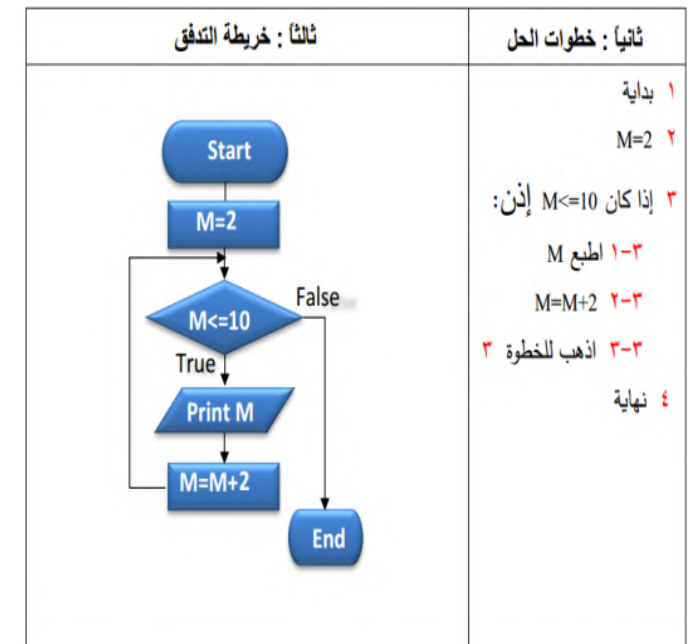 ثانياً : خطوات الحل
١ بداية
٢ M=2
٣ إذا كان M<=10 إذن:
٣-١ اطبع M
٣-٢ M=M+2
٣-٣ اذهب للخطوة ٣
٤ نهاية
ثالثاً : خريطة التدفق
Start
M=2
M<=10
False
True
Print M
M=M+2
End